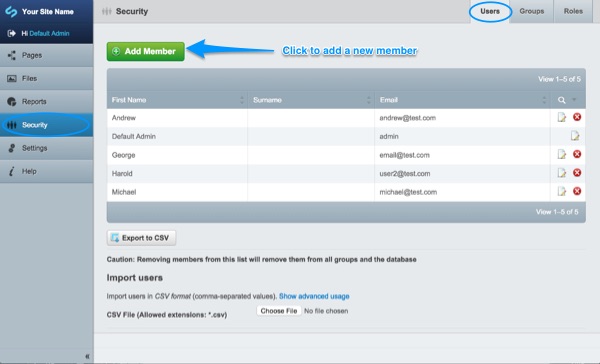 Your Site Name
Security
Users
Groups
Roles
Hi Default Admin
Pages
Files
Reports
Security
Settings
Help
Add Member
Click to add a new member
View 1-5 of 5
First Name
Surname
Email
Andrew
andrew@test.com
Default Admin
admin
George
email@test.com
Harold
user2@test.com
Michael
michael@test.com
View 1-5 of 5
Export to CSV
Caution: Removing members from this list will remove them from all groups and the database
Import users
Import users in CSV format (comma-separated values). Show advanced usage
CSV File (Allowed extensions: *.csv)
Choose File No file chosen
«